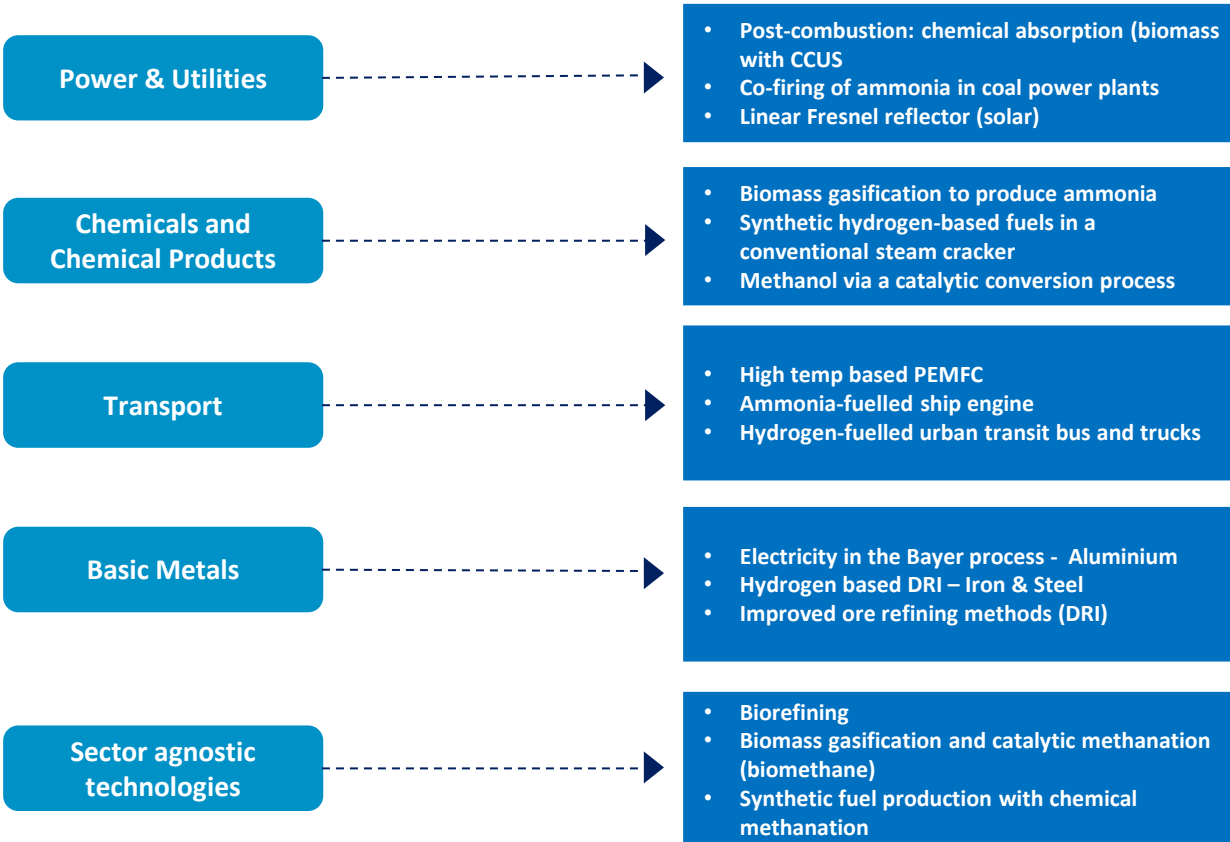 Power & Utilities
• Post-combustion: chemical absorption (biomass
with CCUS
• Co-firing of ammonia in coal power plants
• Linear Fresnel reflector (solar)
Chemicals and
Chemical Products
• Biomass gasification to produce ammonia
• Synthetic hydrogen-based fuels in a
conventional steam cracker
• Methanol via a catalytic conversion process
Transport
• High temp based PEMFC
• Ammonia-fuelled ship engine
• Hydrogen-fuelled urban transit bus and trucks
Basic Metals
• Electricity in the Bayer process - Aluminium
• Hydrogen based DRI – Iron & Steel
• Improved ore refining methods (DRI)
Sector agnostic
technologies
• Biorefining
• Biomass gasification and catalytic methanation
(biomethane)
• Synthetic fuel production with chemical
methanation